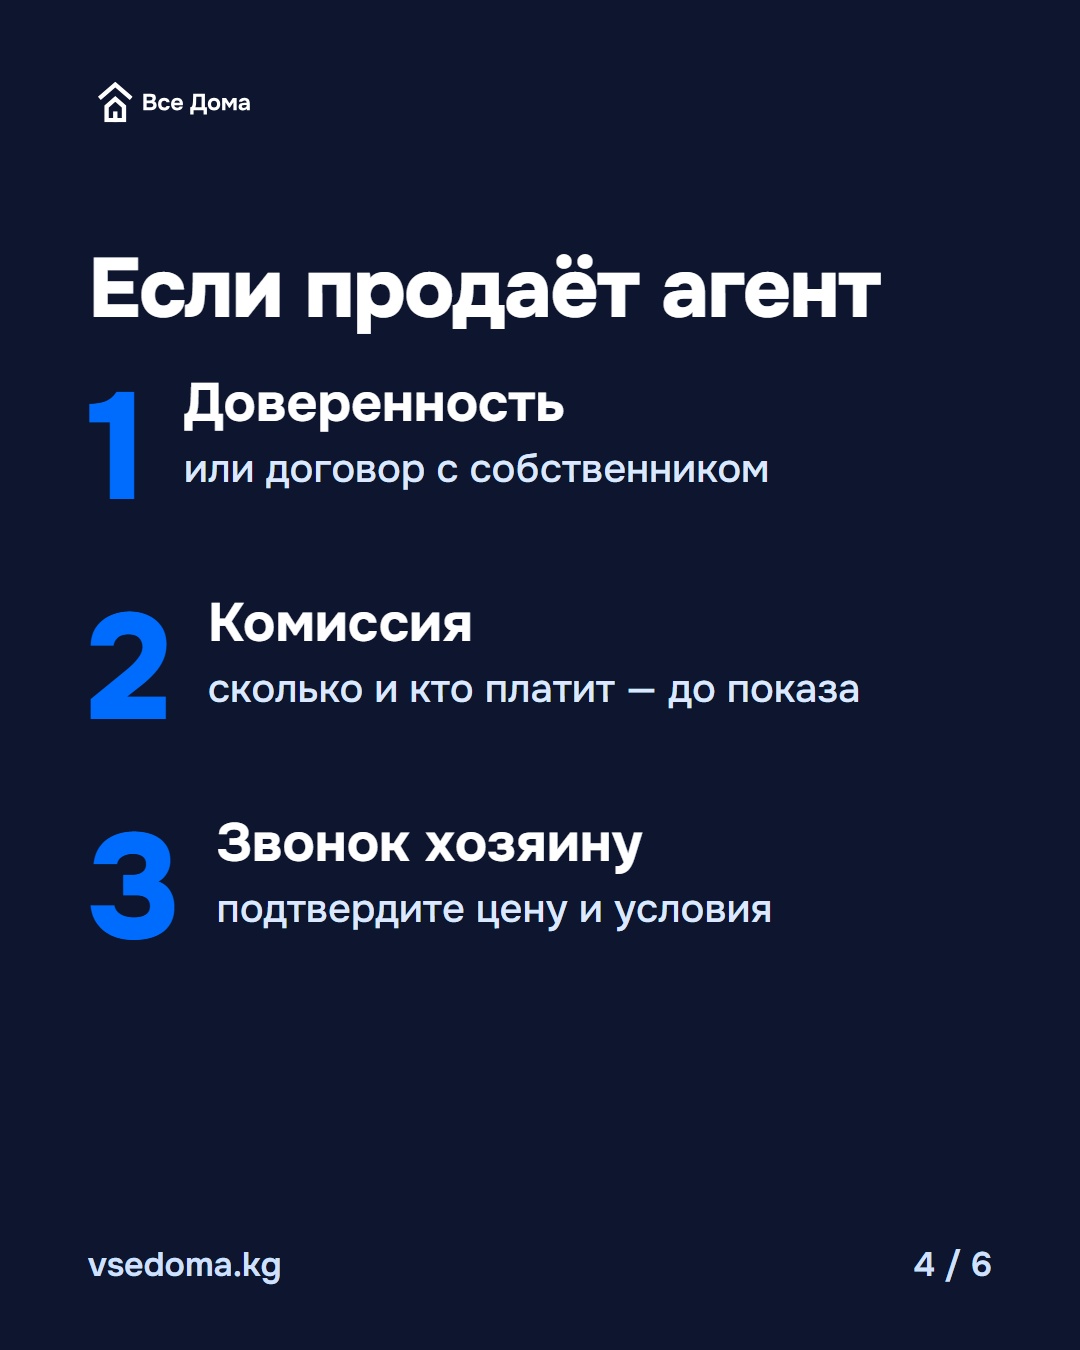 Все Дома
Если продаёт агент
1 Доверенность
или договор с собственником
2 Комиссия
сколько и кто платит — до показа
3 Звонок хозяину
подтвердите цену и условия
vsedoma.kg
4 / 6